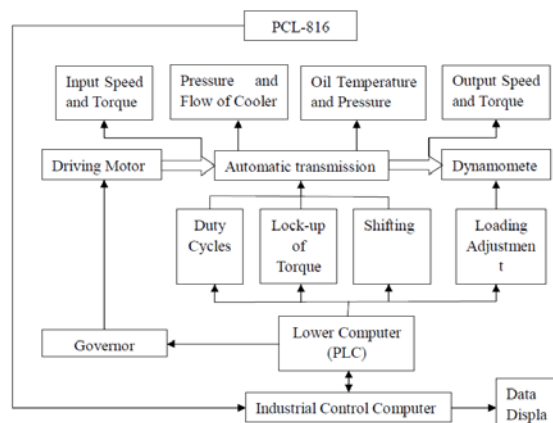 PCL-816
Input Speed
and Torque
Pressure and
Flow of Cooler
Oil Temperature
and Pressure
Output Speed
and Torque
Driving Motor
Automatic transmission
Dynamomete
Duty
Cycles
Lock-up
of
Torque
Shifting
Loading
Adjustmen
t
Governor
Lower Computer
(PLC)
Industrial Control Computer
Data
Displa